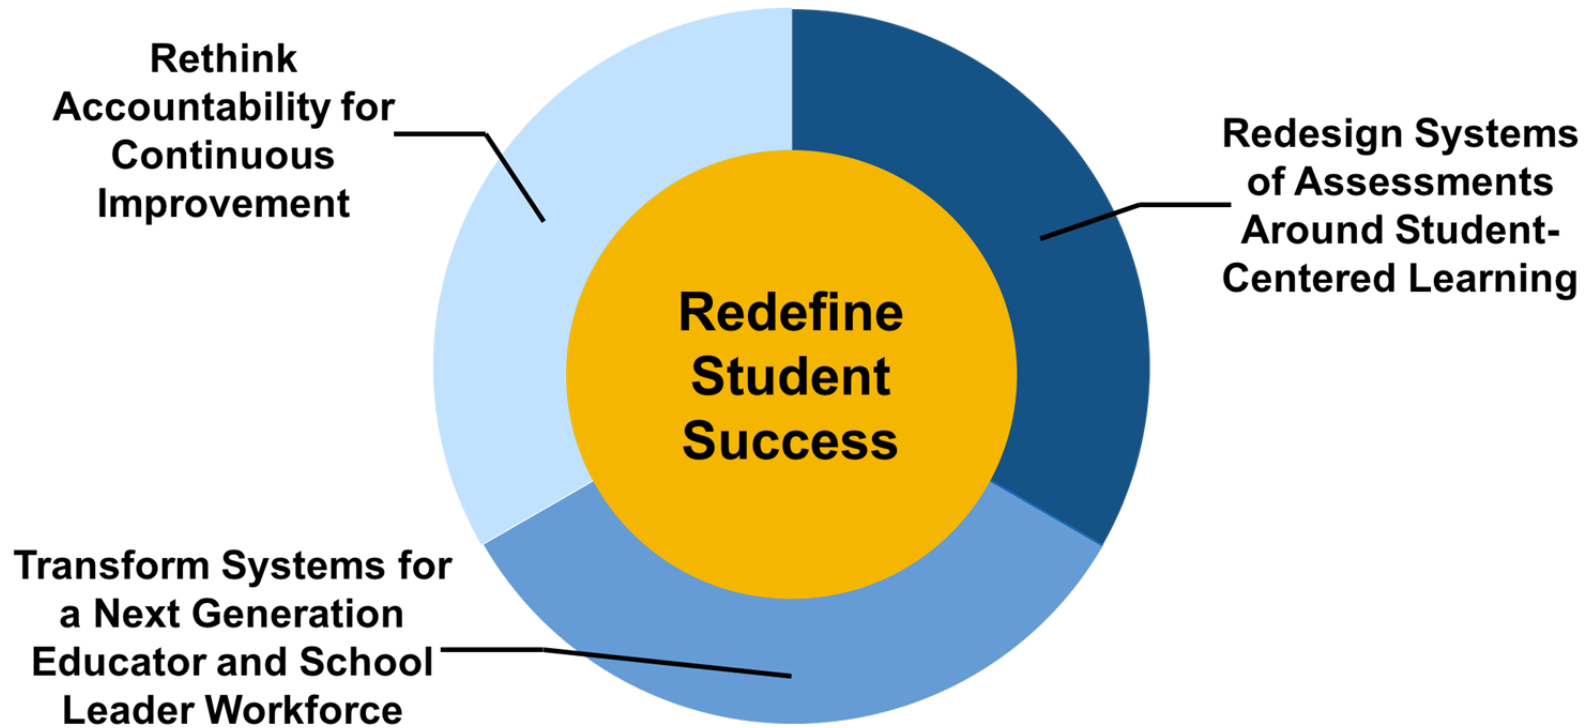 Rethink
Accountability for
Continuous
Improvement
Redesign Systems
of Assessments
Around Student-
Centered Learning
Redefine
Student
Success
Transform Systems for
a Next Generation
Educator and School
Leader Workforce